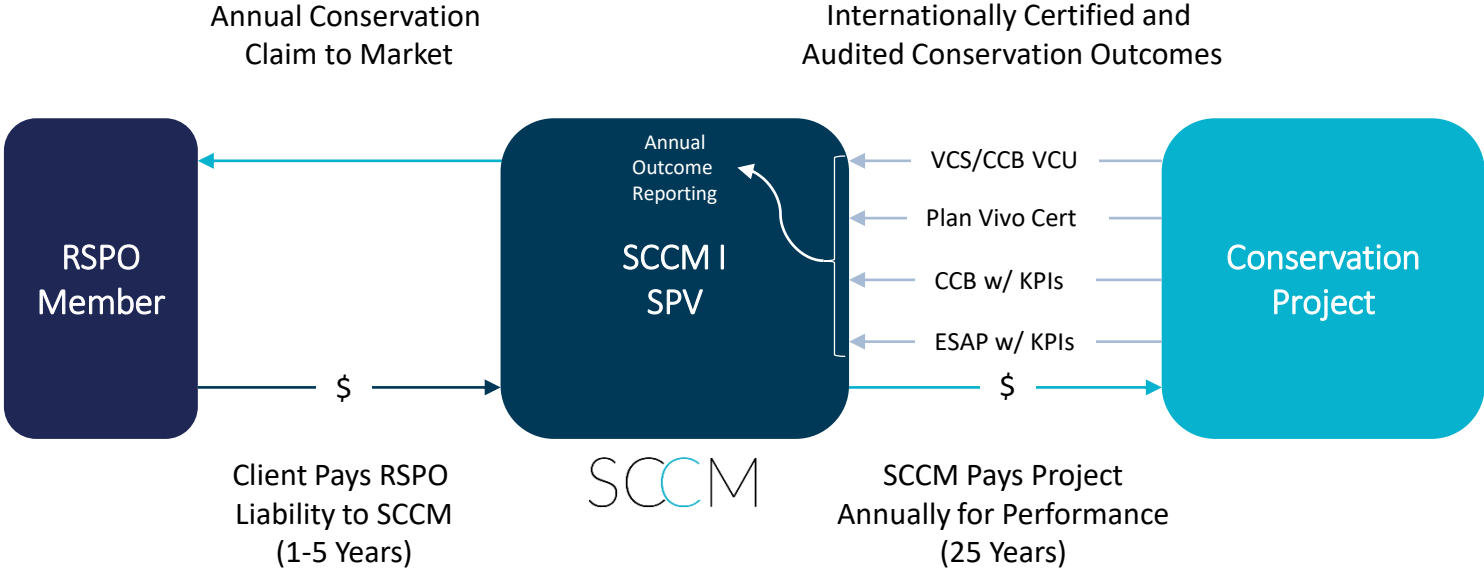 Annual Conservation
Claim to Market
Internationally Certified and
Audited Conservation Outcomes
RSPO
Member
Annual
Outcome
Reporting
SCCM I
SPV
VCS/CCB VCU
Plan Vivo Cert
CCB w/ KPIs
ESAP w/ KPIs
Conservation
Project
$
$
Client Pays RSPO
Liability to SCCM
(1-5 Years)
SCCM
SCCM Pays Project
Annually for Performance
(25 Years)